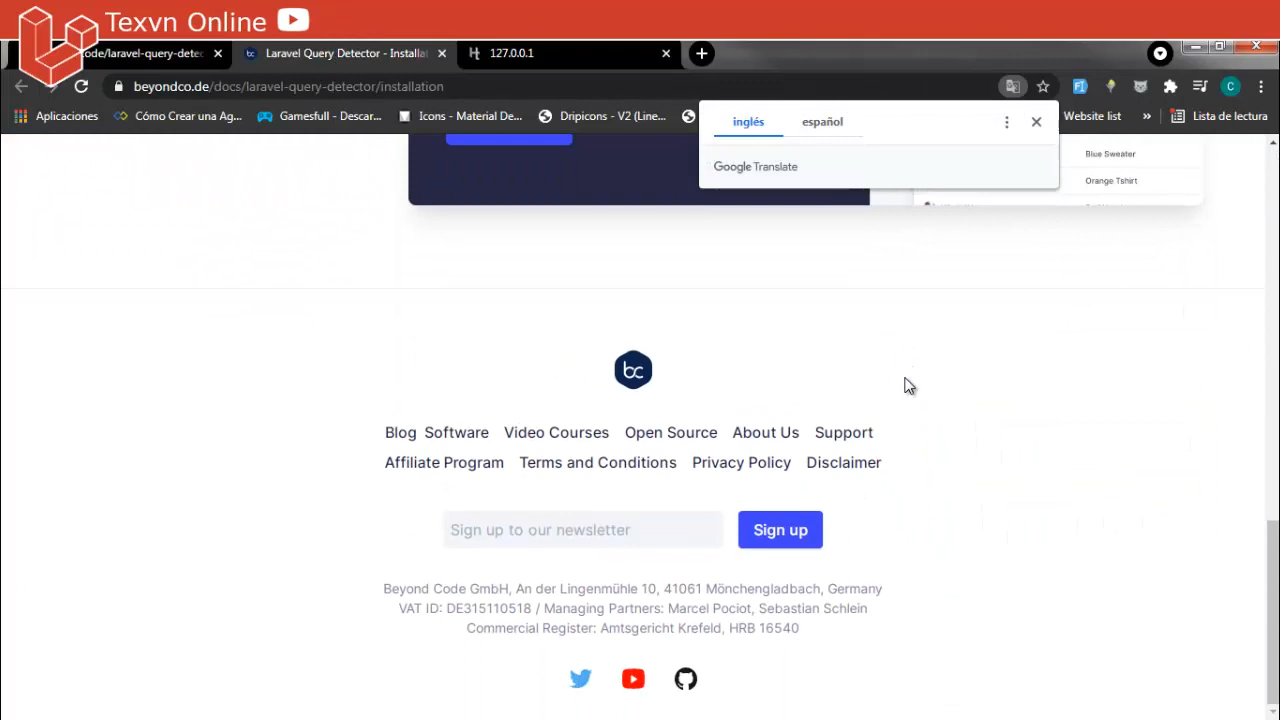 Texvn Online
ode/laravel-query-detec
Laravel Query Detector - Installat
127.0.0.1
beyondco.de/docs/laravel-query-detector/installation
C
Aplicaciones
Cómo Crear una Ag...
Gamesfull - Descar...
Icons - Material De...
Dripicons - V2 (Line...
Website list
»
Lista de lectura
inglés
español
Google Translate
Blue Sweater
Orange Tshirt
bc
Blog Software Video Courses Open Source About Us Support
Affiliate Program Terms and Conditions Privacy Policy Disclaimer
Sign up to our newsletter
Sign up
Beyond Code GmbH, An der Lingenmühle 10, 41061 Mönchengladbach, Germany
VAT ID: DE315110518 / Managing Partners: Marcel Pociot, Sebastian Schlein
Commercial Register: Amtsgericht Krefeld, HRB 16540